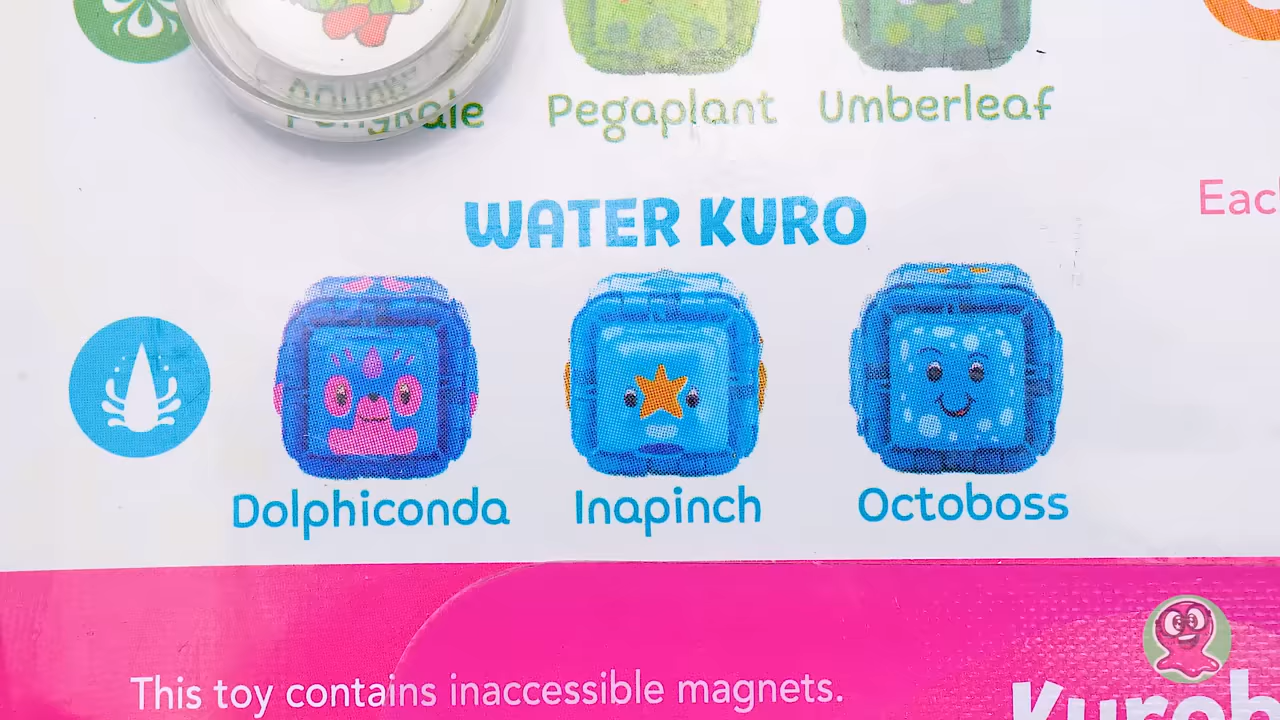 Pegaplant Umberleaf
WATER KURO
Dolphiconda Inapinch Octoboss
This toy contains inaccessible magnets.